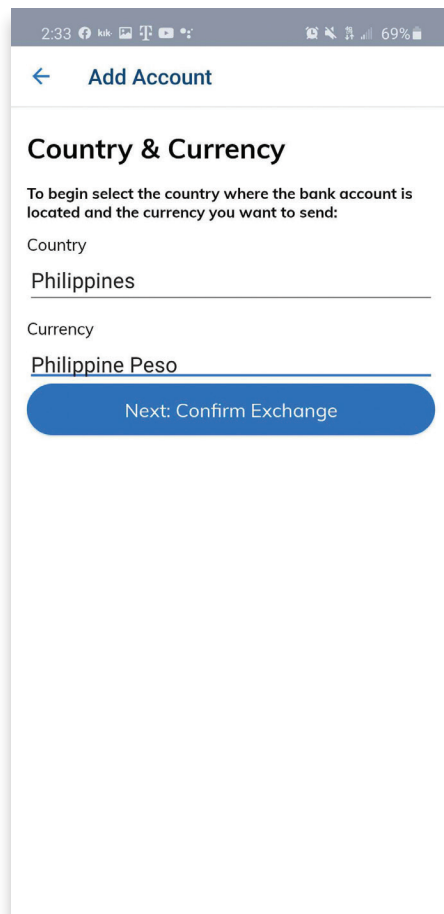 2:33 kik 69%
Add Account
Country & Currency
To begin select the country where the bank account is
located and the currency you want to send:
Country
Philippines
Currency
Philippine Peso
Next: Confirm Exchange